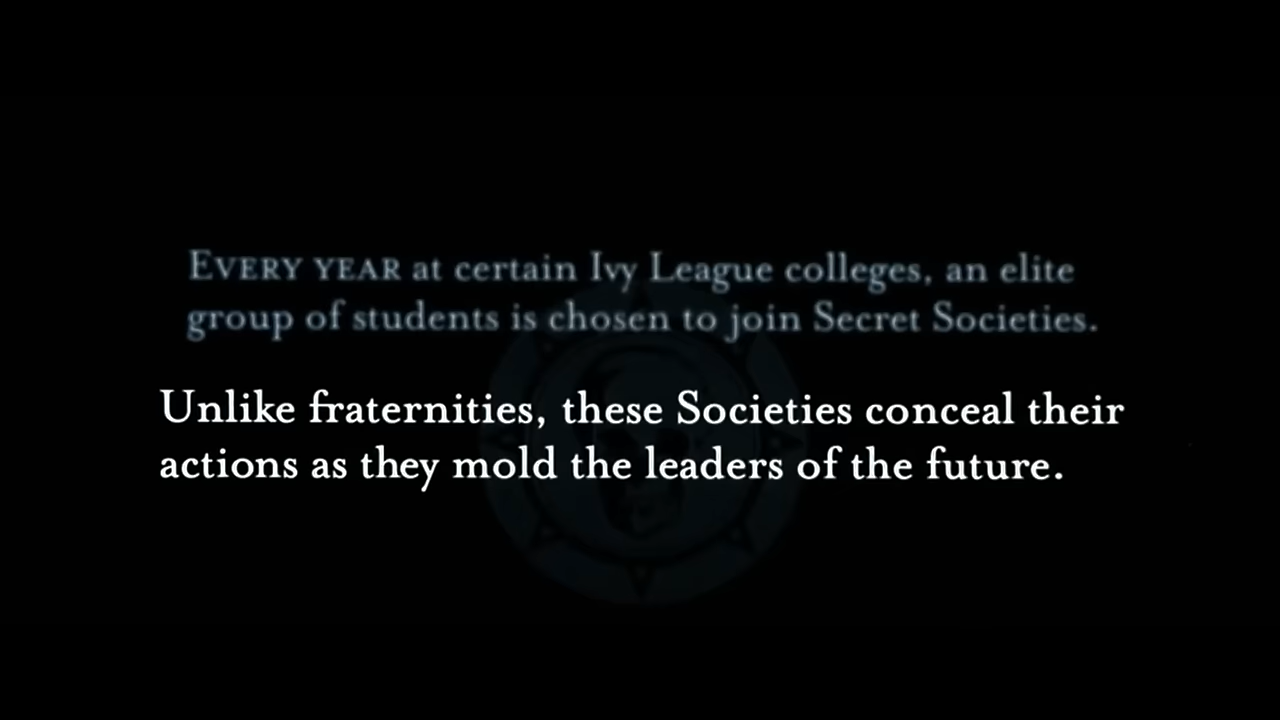 EVERY YEAR at certain Ivy League colleges, an elite
group of students is chosen to join Secret Societies.
Unlike fraternities, these Societies conceal their
actions as they mold the leaders of the future.